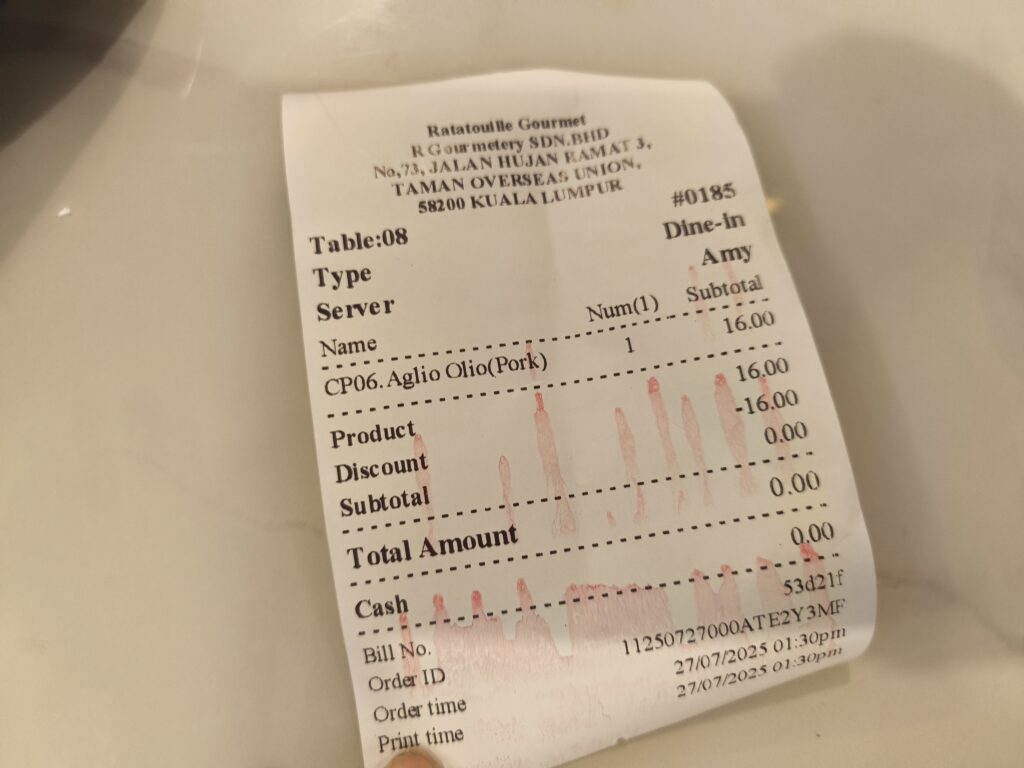 Ratatouille Gourmet
R Gourmetery SDN.BHD
No,73, JALAN HUJAN RAMAT 3,
TAMAN OVERSEAS UNION,
58200 KUALA LUMPUR
#0185
Table:08
Type Dine-in
Server Amy
Name Num(1) Subtotal
CP06. Aglio Olio(Pork) 1 16.00
Product 16.00
Discount -16.00
Subtotal 0.00
Total Amount 0.00
Cash 0.00
Bill No. 53d21f
Order ID 11250727000ATE2Y3MF
Order time 27/07/2025 01:30pm
Print time 27/07/2025 01:30pm